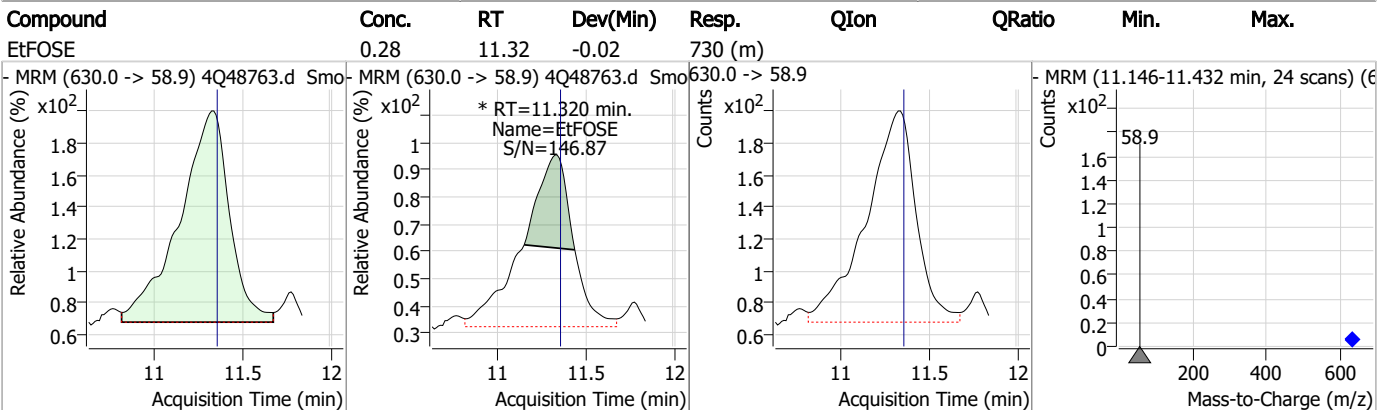 Compound Conc. RT Dev(Min) Resp. QIon QRatio Min. Max.
EtFOSE 0.28 11.32 -0.02 730 (m)
- MRM (630.0 -> 58.9) 4Q48763.d Smo
Relative Abundance (%)
x10²
1.8
1.6
1.4
1.2
1
0.8
0.6
11 11.5 12
Acquisition Time (min)
- MRM (630.0 -> 58.9) 4Q48763.d Smo
Relative Abundance (%)
x10²
* RT=11.320 min.
Name=EtFOSE
S/N=146.87
1
0.9
0.8
0.7
0.6
0.5
0.4
0.3
11 11.5 12
Acquisition Time (min)
630.0 -> 58.9
Counts
x10²
1.8
1.6
1.4
1.2
1
0.8
0.6
11 11.5 12
Acquisition Time (min)
- MRM (11.146-11.432 min, 24 scans) (6
Counts
x10²
58.9
1.6
1.4
1.2
1
0.8
0.6
0.4
0.2
0
200 400 600
Mass-to-Charge (m/z)